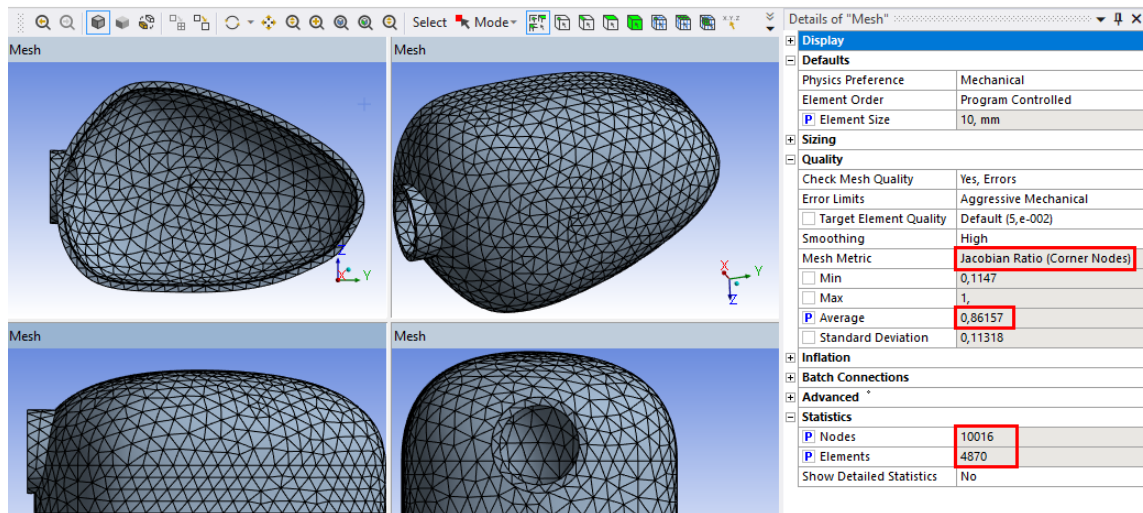 Select Mode
X,Y,Z
Mesh
Mesh
Z
X
Y
X
Y
Z
Mesh
Mesh
Details of "Mesh"
Display
Defaults
Physics Preference Mechanical
Element Order Program Controlled
P Element Size 10, mm
Sizing
Quality
Check Mesh Quality Yes, Errors
Error Limits Aggressive Mechanical
Target Element Quality Default (5,e-002)
Smoothing High
Mesh Metric Jacobian Ratio (Corner Nodes)
Min 0,1147
Max 1,
P Average 0,86157
Standard Deviation 0,11318
Inflation
Batch Connections
Advanced
Statistics
P Nodes 10016
P Elements 4870
Show Detailed Statistics No